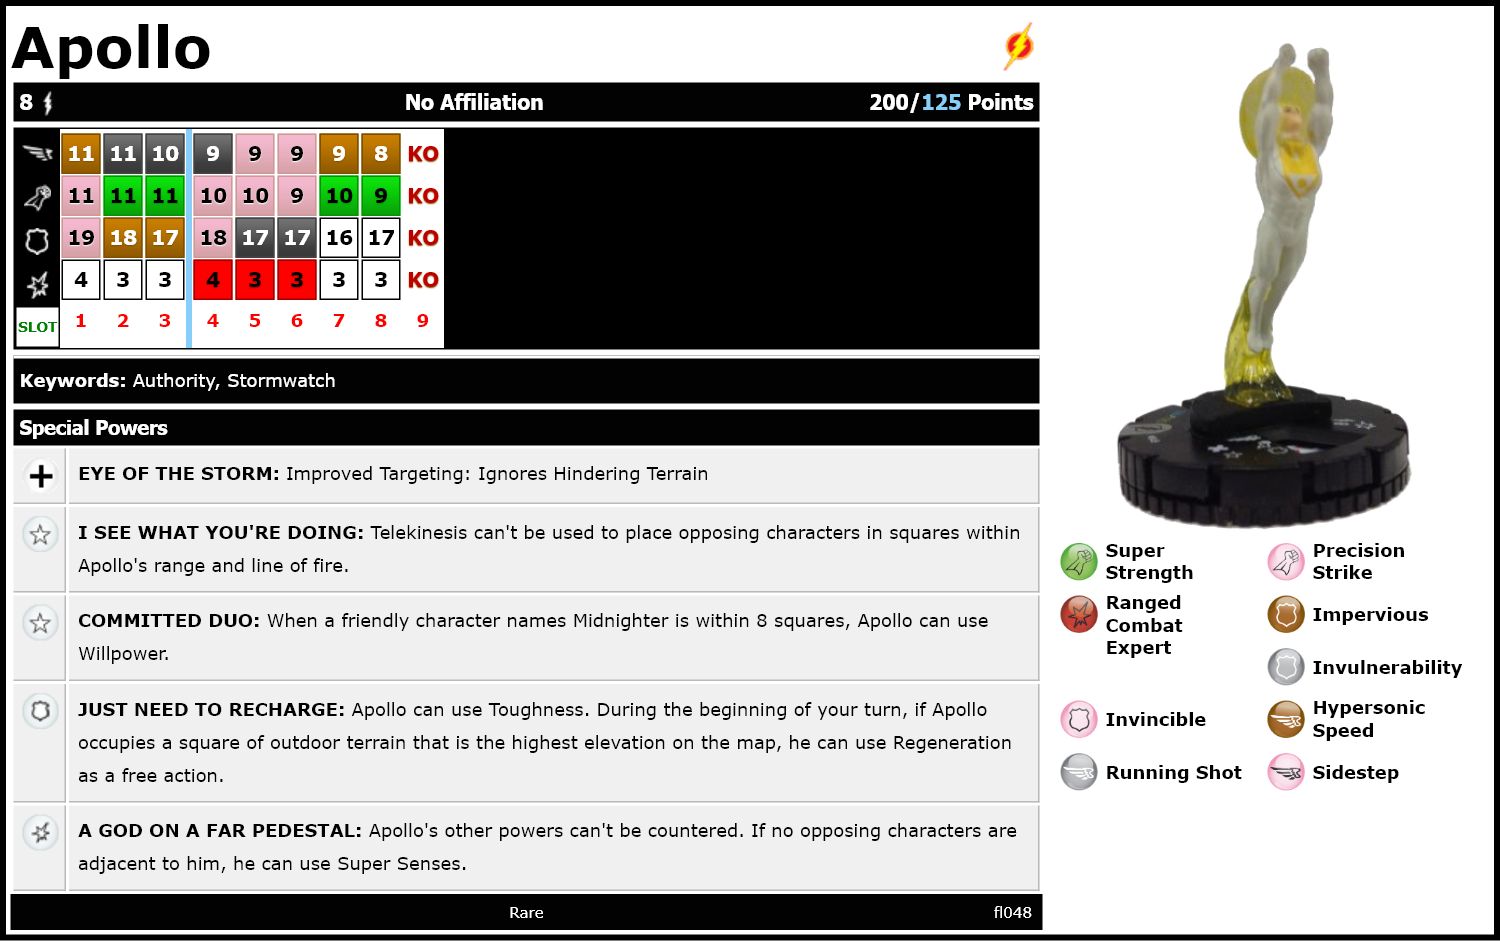 Apollo
8 No Affiliation 200/125 Points
11 11 10 9 9 9 9 8 KO
11 11 11 10 10 9 10 9 KO
19 18 17 18 17 17 16 17 KO
4 3 3 4 3 3 3 3 KO
SLOT 1 2 3 4 5 6 7 8 9
Keywords: Authority, Stormwatch
Special Powers
EYE OF THE STORM: Improved Targeting: Ignores Hindering Terrain
I SEE WHAT YOU'RE DOING: Telekinesis can't be used to place opposing characters in squares within
Apollo's range and line of fire.
COMMITTED DUO: When a friendly character names Midnighter is within 8 squares, Apollo can use
Willpower.
JUST NEED TO RECHARGE: Apollo can use Toughness. During the beginning of your turn, if Apollo
occupies a square of outdoor terrain that is the highest elevation on the map, he can use Regeneration
as a free action.
A GOD ON A FAR PEDESTAL: Apollo's other powers can't be countered. If no opposing characters are
adjacent to him, he can use Super Senses.
Rare fl048
Super
Strength
Precision
Strike
Ranged
Combat
Expert
Impervious
Invulnerability
Invincible
Hypersonic
Speed
Running Shot
Sidestep